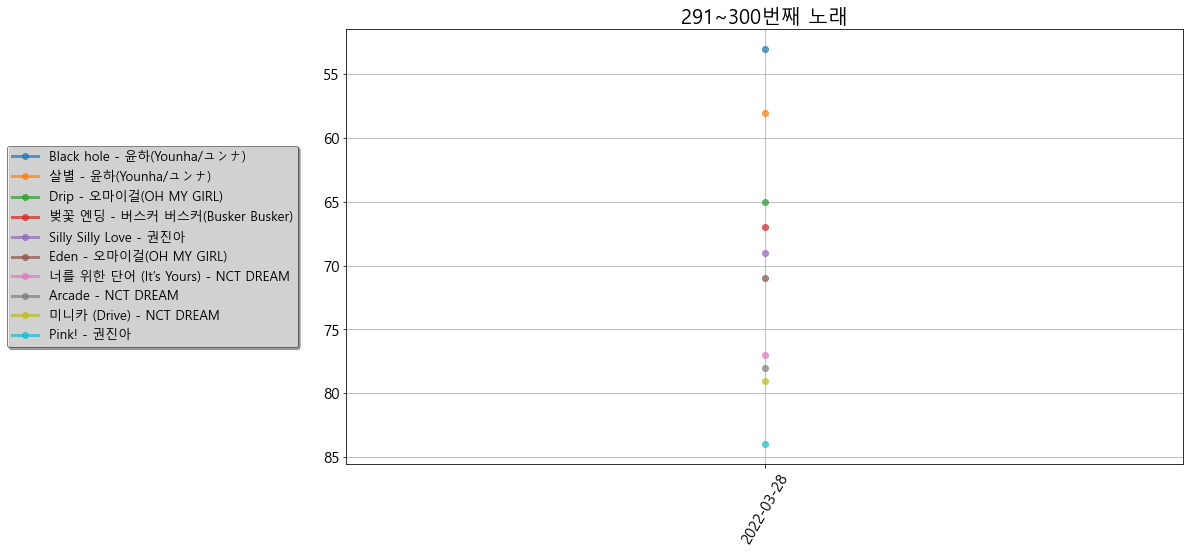 291~300번째 노래
Black hole - 윤하(Younha/ユンナ)
살별 - 윤하(Younha/ユンナ)
Drip - 오마이걸(OH MY GIRL)
벚꽃 엔딩 - 버스커 버스커(Busker Busker)
Silly Silly Love - 권진아
Eden - 오마이걸(OH MY GIRL)
너를 위한 단어 (It’s Yours) - NCT DREAM
Arcade - NCT DREAM
미니카 (Drive) - NCT DREAM
Pink! - 권진아
55
60
65
70
75
80
85
2022-03-28